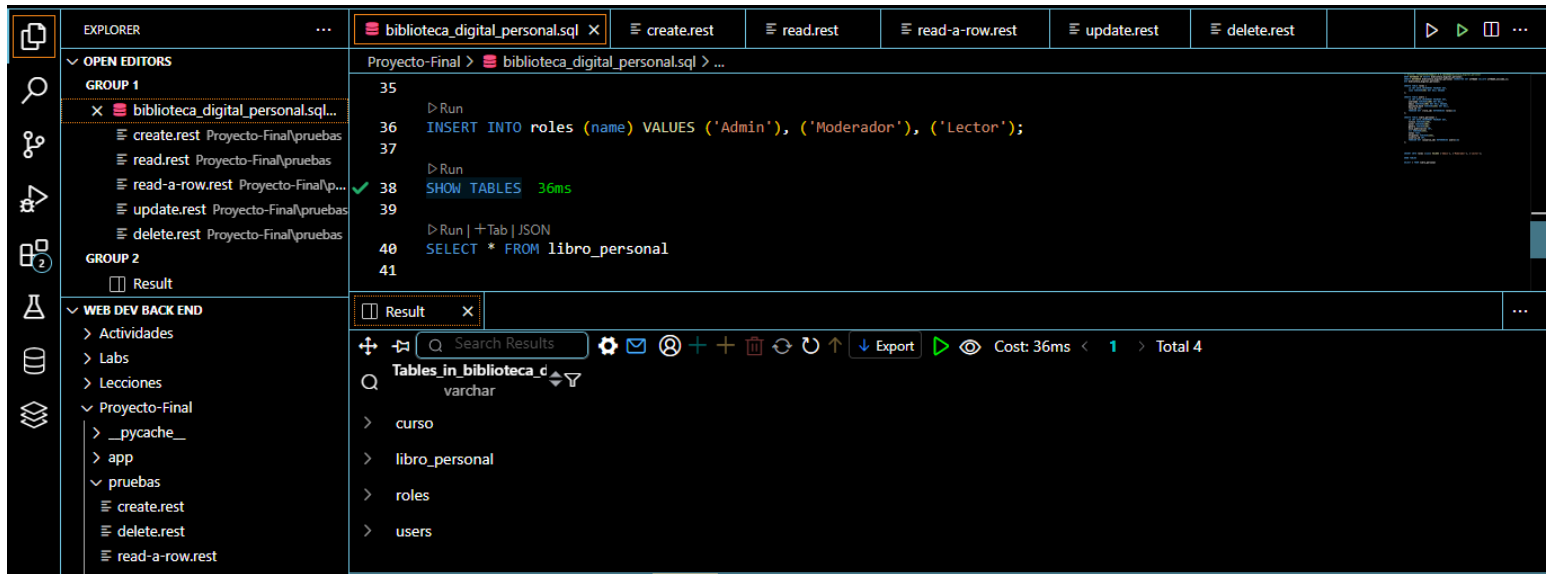 EXPLORER ...
OPEN EDITORS
GROUP 1
biblioteca_digital_personal.sql...
create.rest Proyecto-Final\pruebas
read.rest Proyecto-Final\pruebas
read-a-row.rest Proyecto-Final\p...
update.rest Proyecto-Final\pruebas
delete.rest Proyecto-Final\pruebas
GROUP 2
Result
WEB DEV BACK END
Actividades
Labs
Lecciones
Proyecto-Final
__pycache__
app
pruebas
create.rest
delete.rest
read-a-row.rest
2
biblioteca_digital_personal.sql
create.rest
read.rest
read-a-row.rest
update.rest
delete.rest
...
Proyecto-Final > biblioteca_digital_personal.sql > ...
35
Run
36 INSERT INTO roles (name) VALUES ('Admin'), ('Moderador'), ('Lector');
37
Run
38 SHOW TABLES 36ms
39
Run | +Tab | JSON
40 SELECT * FROM libro_personal
41
Result ...
Search Results Export Cost: 36ms < 1 > Total 4
Tables_in_biblioteca_d
varchar
curso
libro_personal
roles
users